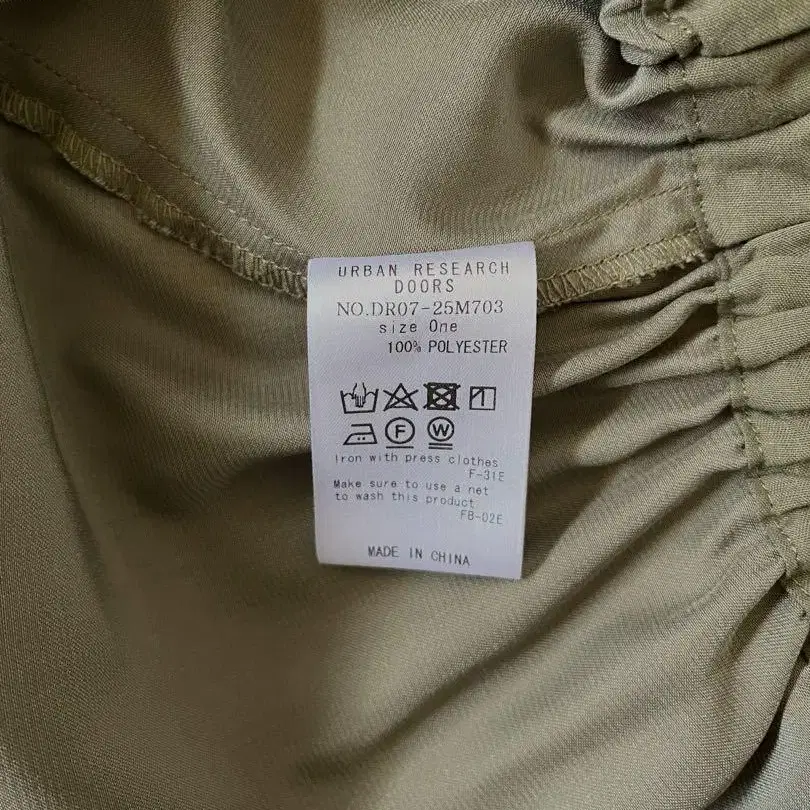 URBAN RESEARCH
DOORS
NO.DR07-25M703
size One
100% POLYESTER
F W
Iron with press clothes
F-31E
Make sure to use a net
to wash this product
FB-02E
MADE IN CHINA